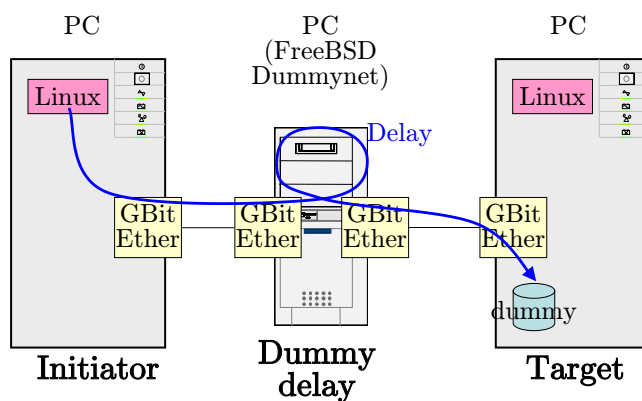 PC
PC
(FreeBSD
Dummynet)
PC
Linux
Linux
Delay
GBit
Ether
GBit
Ether
GBit
Ether
GBit
Ether
dummy
Initiator
Dummy
delay
Target